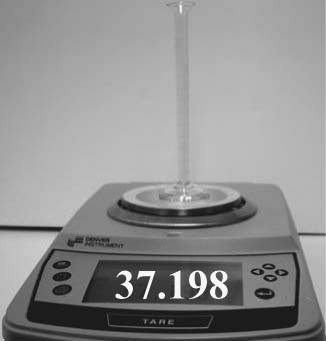 DENVER
INSTRUMENT
37.198
TARE